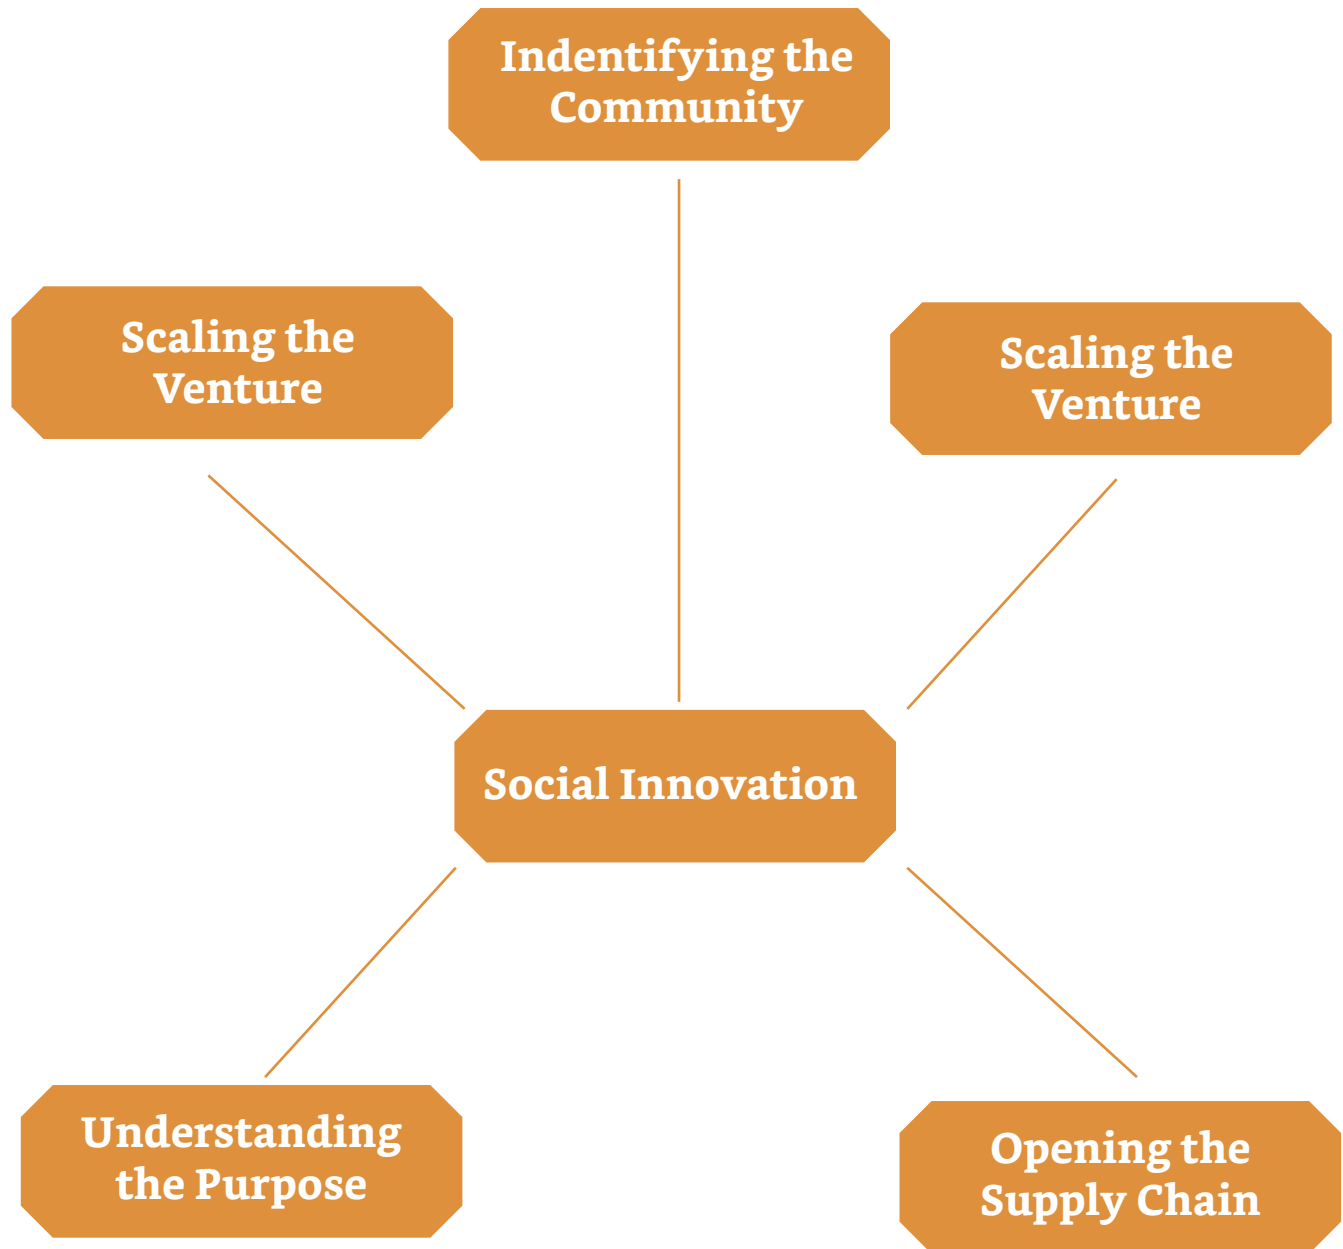 Indentifying the
Community
Scaling the
Venture
Scaling the
Venture
Social Innovation
Understanding
the Purpose
Opening the
Supply Chain